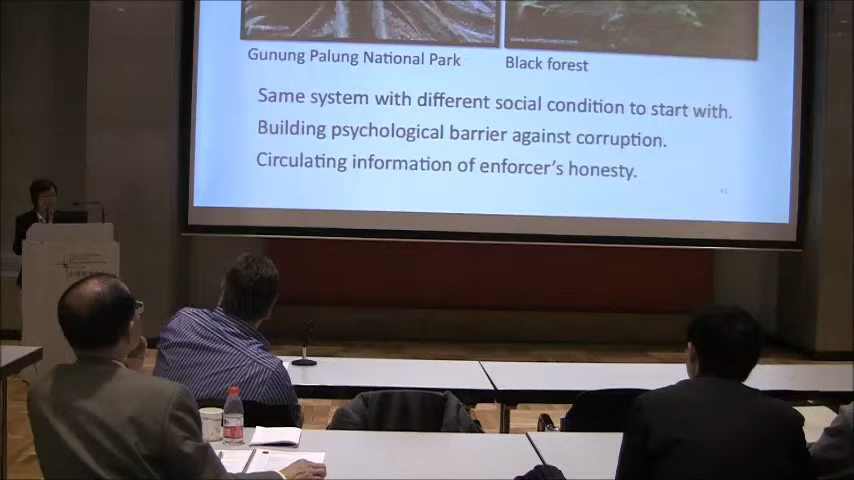 Gunung Palung National Park
Black forest
Same system with different social condition to start with.
Building psychological barrier against corruption.
Circulating information of enforcer's honesty.